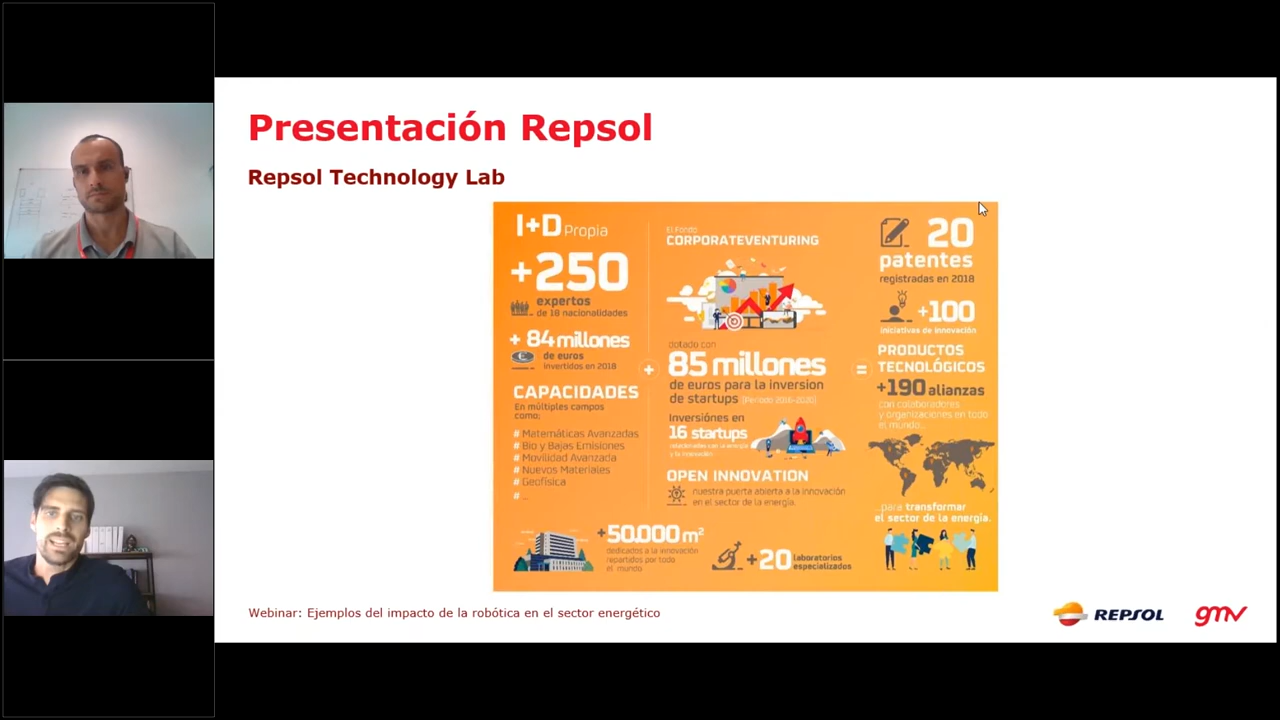 Presentación Repsol
Repsol Technology Lab
I+D Propia
+250
expertos
de 18 nacionalidades
+ 84 millones
de euros
invertidos en 2018
CAPACIDADES
En múltiples campos
como:
# Matemáticas Avanzadas
# Bio y Bajas Emisiones
# Movilidad Avanzada
# Nuevos Materiales
# Geofísica
# ...
+50.000 m²
dedicados a la innovación
repartidos por todo
el mundo
+
El Fondo
CORPORATEVENTURING
dotado con
85 millones
de euros para la inversion
de startups (Periodo 2016-2020)
Inversiónes en
16 startups
relacionadas con la energía
y la movilidad
OPEN INNOVATION
nuestra puerta abierta a la innovación
en el sector de la energía.
+20 laboratorios
especializados
=
20
patentes
registradas en 2018
+100
iniciativas de innovación
PRODUCTOS
TECNOLÓGICOS
+190 alianzas
con colaboradores
y organizaciones en todo
el mundo...
...para transformar
el sector de la energía.
Webinar: Ejemplos del impacto de la robótica en el sector energético
REPSOL
gmv